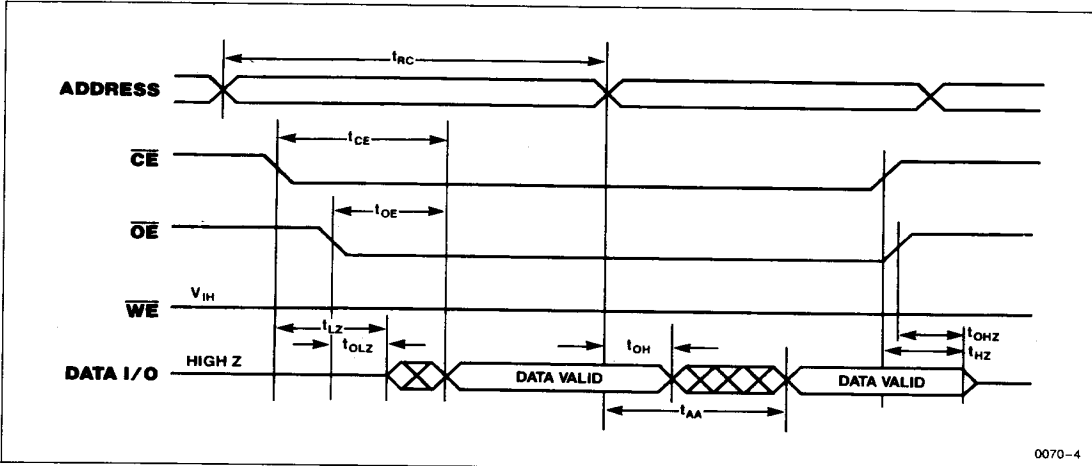 tRC
ADDRESS
tCE
CE
tOE
OE
VIH
WE
tLZ
tOHZ
tOLZ
tOH
tHZ
HIGH Z
DATA I/O
DATA VALID
DATA VALID
tAA
0070-4